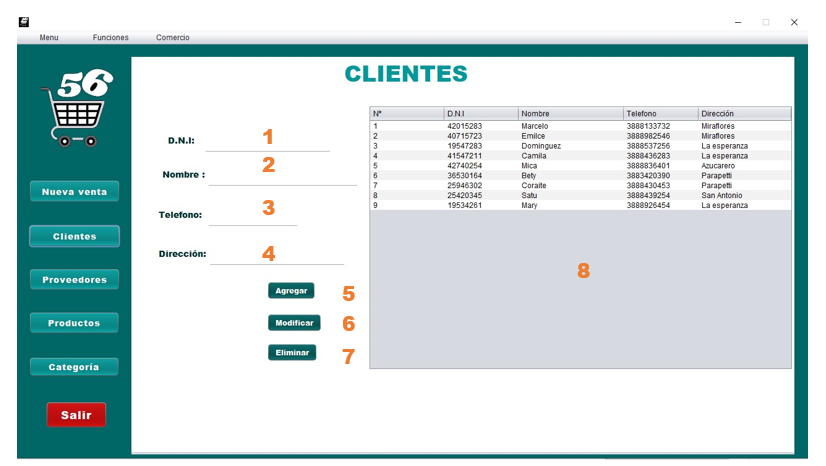 Menu Funciones Comercio
56
CLIENTES
D.N.I: 1
Nombre : 2
Telefono: 3
Dirección: 4
Agregar 5
Modificar 6
Eliminar 7
Nueva venta
Clientes
Proveedores
Productos
Categoría
Salir
N° D.N.I Nombre Telefono Dirección
1 42015283 Marcelo 3888133732 Miraflores
2 40715723 Emilce 3888982546 Miraflores
3 19547283 Dominguez 3888537256 La esperanza
4 41547211 Camila 3888436283 La esperanza
5 42740254 Mica 3888836401 Azucarero
6 36530164 Bety 3883420390 Parapetti
7 25946302 Coraite 3888430453 Parapetti
8 25420345 Satu 3888439254 San Antonio
9 19534261 Mary 3888926454 La esperanza
8